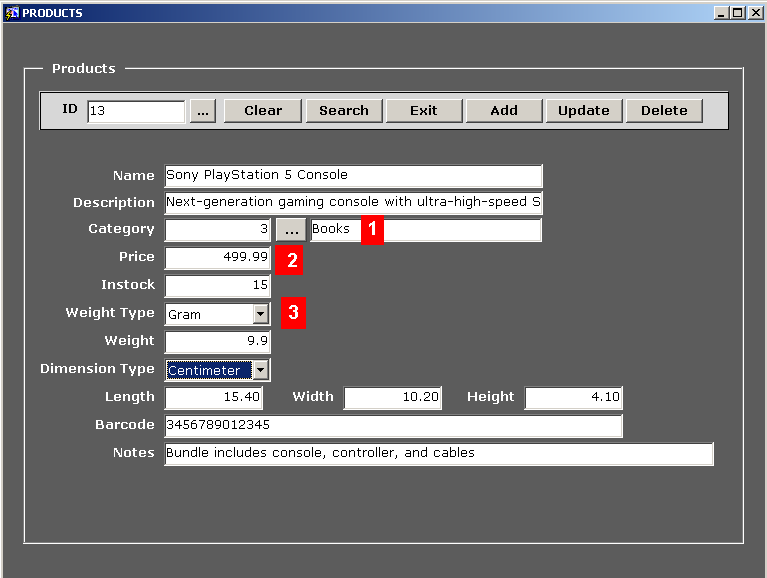 PRODUCTS
Products
ID 13 ... Clear Search Exit Add Update Delete
Name Sony PlayStation 5 Console
Description Next-generation gaming console with ultra-high-speed S
Category 3 ... Books 1
Price 499.99 2
Instock 15
Weight Type Gram 3
Weight 9.9
Dimension Type Centimeter
Length 15.40 Width 10.20 Height 4.10
Barcode 3456789012345
Notes Bundle includes console, controller, and cables